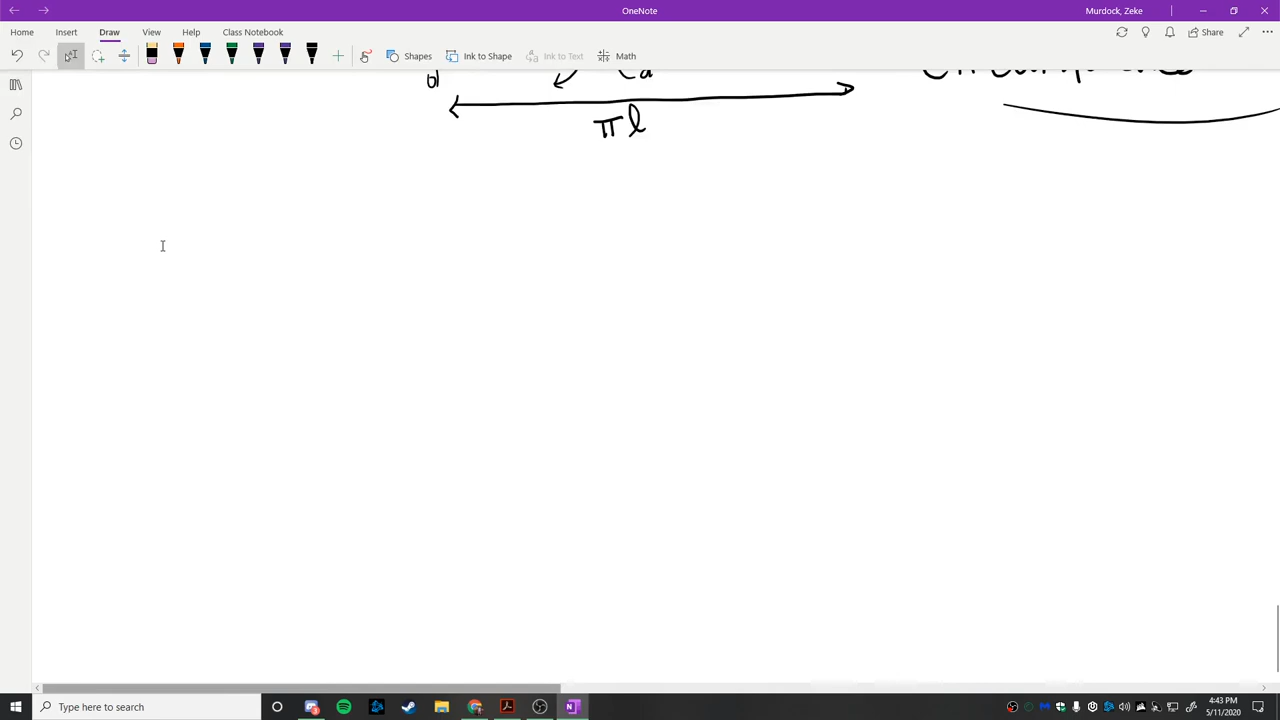 OneNote
Murdock, Zeke
Home Insert Draw View Help Class Notebook Share
Shapes Ink to Shape Ink to Text Math
πl
Type here to search
4:43 PM
5/11/2020